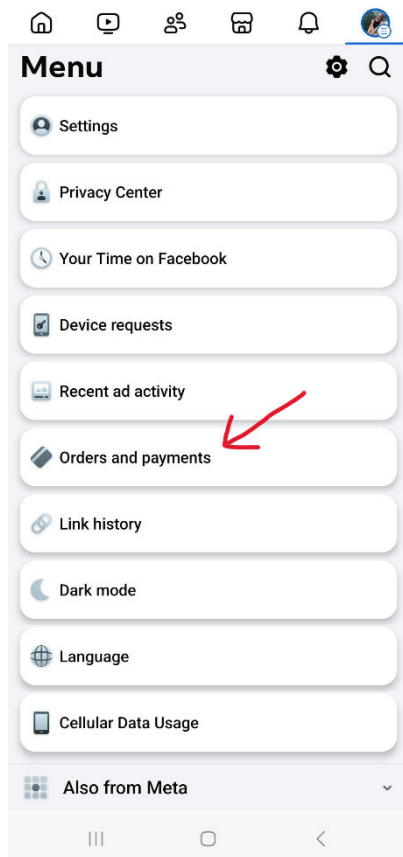 Menu
Settings
Privacy Center
Your Time on Facebook
Device requests
Recent ad activity
Orders and payments
Link history
Dark mode
Language
Cellular Data Usage
Also from Meta